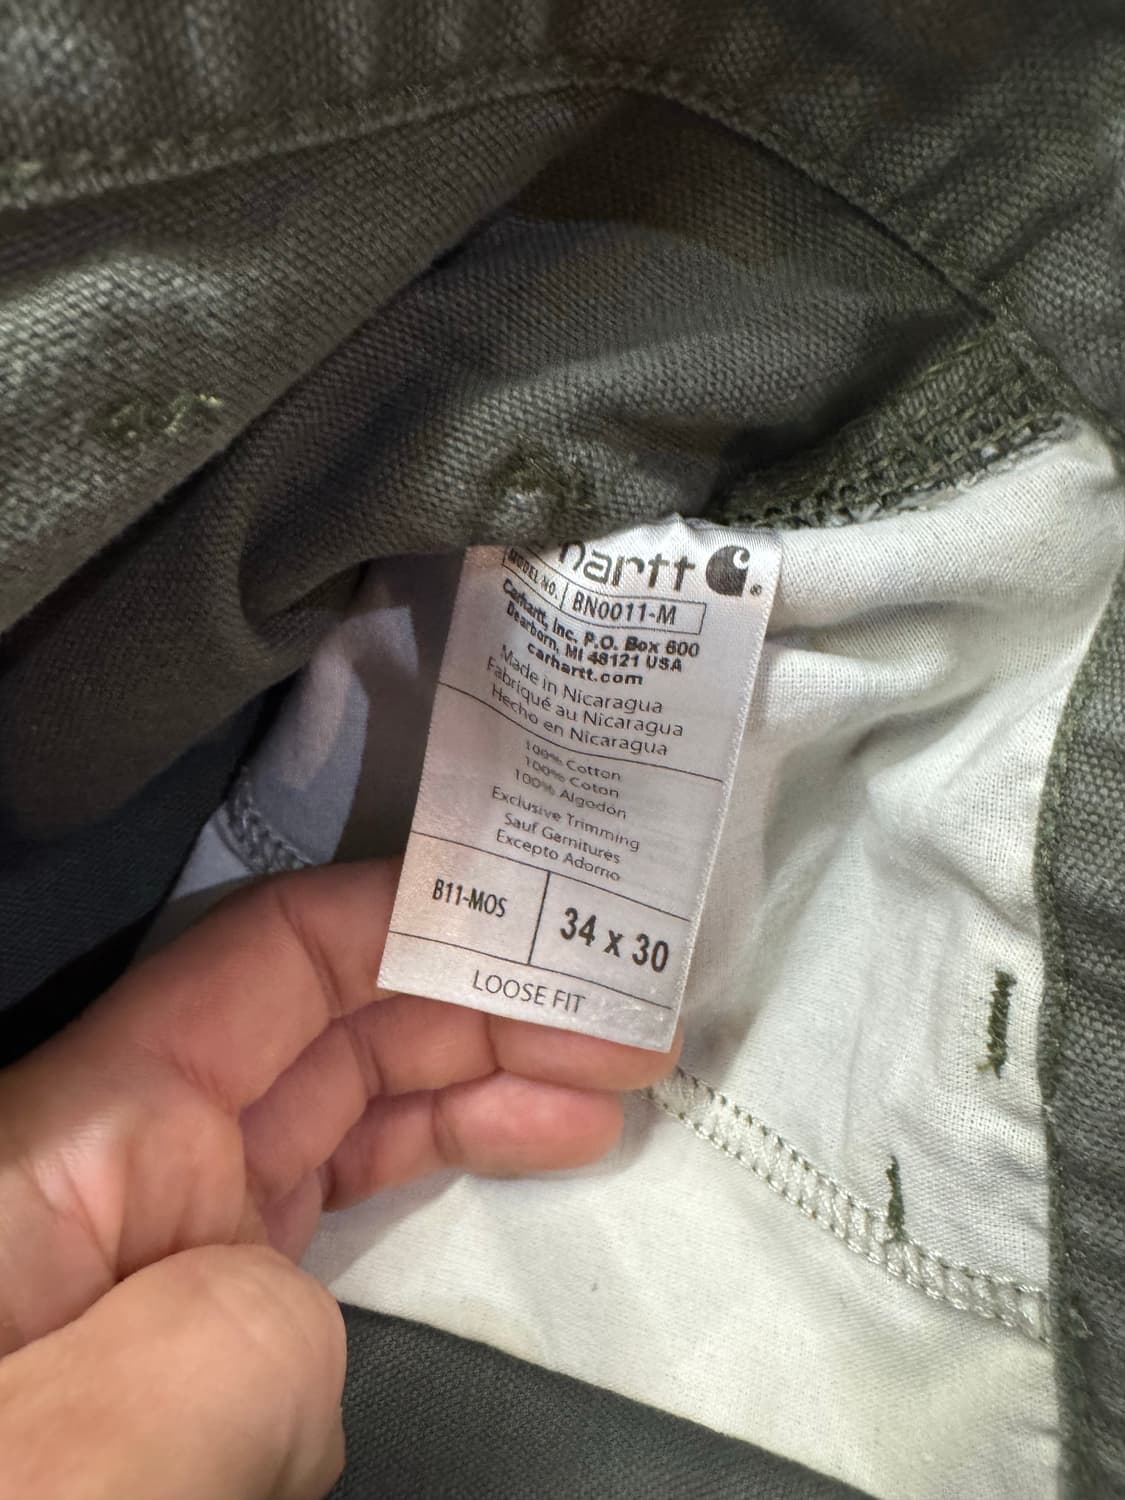 hartt
MODEL NO. BN0011-M
Carhartt, Inc. P.O. Box 600
Dearborn, MI 48121 USA
carhartt.com
Made in Nicaragua
Fabriqué au Nicaragua
Hecho en Nicaragua
100% Cotton
100% Coton
100% Algodón
Exclusive Trimming
Sauf Garnitures
Excepto Adorno
B11-MOS 34 x 30
LOOSE FIT